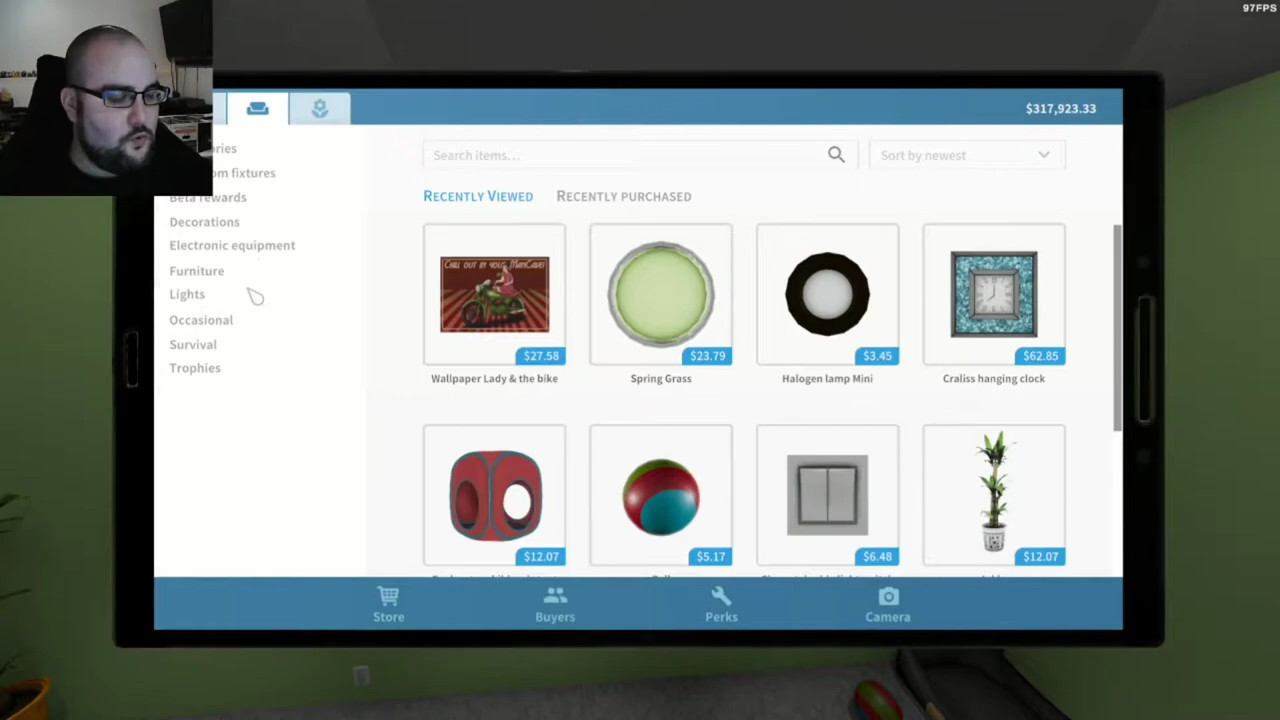 97FPS
$317,923.33
ories
om fixtures
Beta rewards
Decorations
Electronic equipment
Furniture
Lights
Occasional
Survival
Trophies
Search items...
Sort by newest
RECENTLY VIEWED
RECENTLY PURCHASED
CHILL OUT IN YOUR MANCAVE!
$27.58
$23.79
$3.45
$62.85
Wallpaper Lady & the bike
Spring Grass
Halogen lamp Mini
Craliss hanging clock
$12.07
$5.17
$6.48
$12.07
Store
Buyers
Perks
Camera